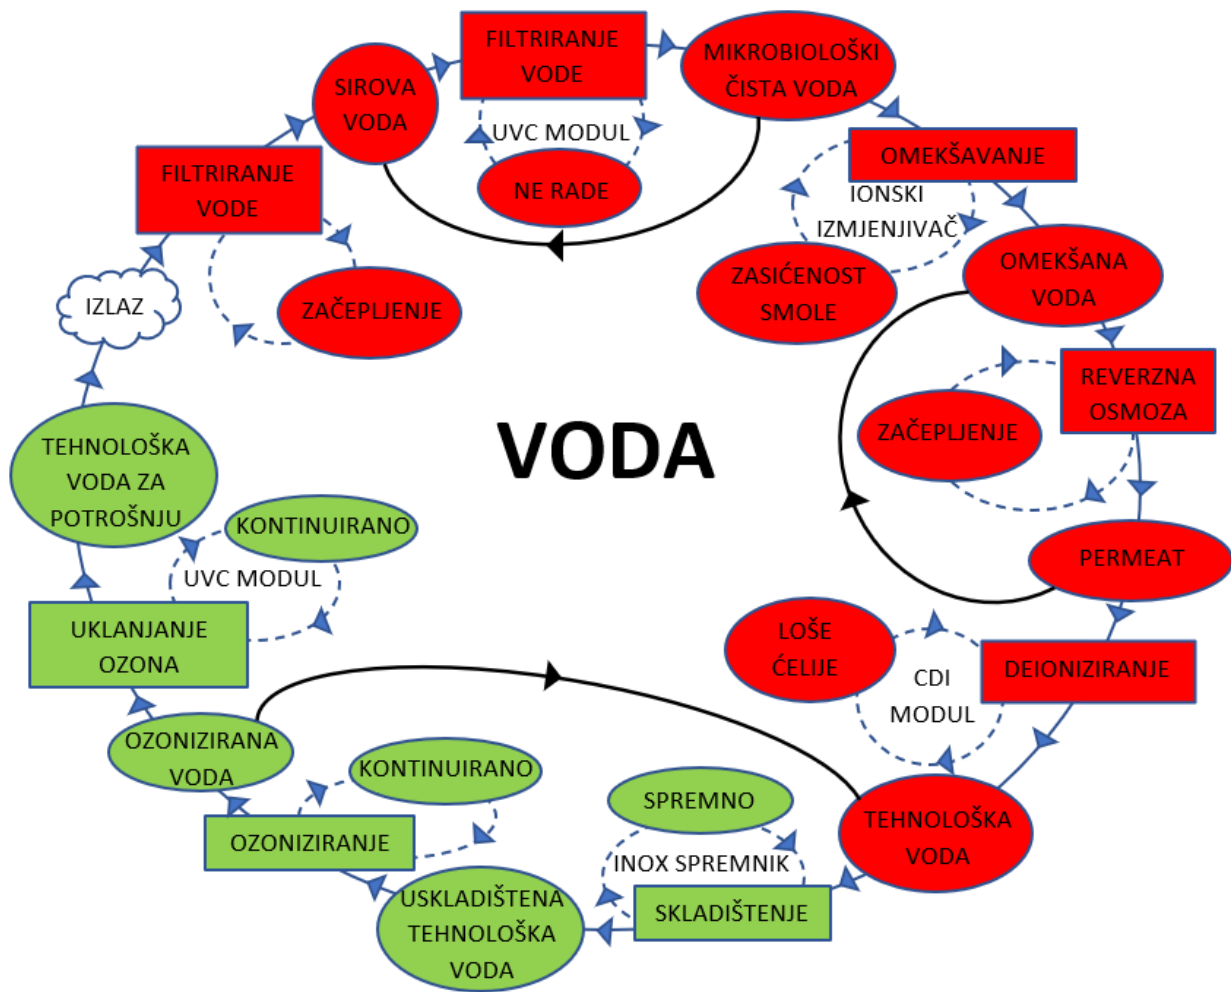 SIROVA
VODA
FILTRIRANJE
VODE
MIKROBIOLOŠKI
ČISTA VODA
UVC MODUL
NE RADE
OMEKŠAVANJE
IONSKI
IZMJENJIVAČ
ZASIĆENOST
SMOLE
OMEKŠANA
VODA
REVERZNA
OSMOZA
ZAČEPLJENJE
PERMEAT
DEIONIZIRANJE
LOŠE
ĆELIJE
CDI
MODUL
TEHNOLOŠKA
VODA
SPREMNO
INOX SPREMNIK
SKLADIŠTENJE
USKLADIŠTENA
TEHNOLOŠKA
VODA
KONTINUIRANO
OZONIZIRANJE
OZONIZIRANA
VODA
UKLANJANJE
OZONA
UVC MODUL
KONTINUIRANO
TEHNOLOŠKA
VODA ZA
POTROŠNJU
IZLAZ
FILTRIRANJE
VODE
ZAČEPLJENJE
VODA